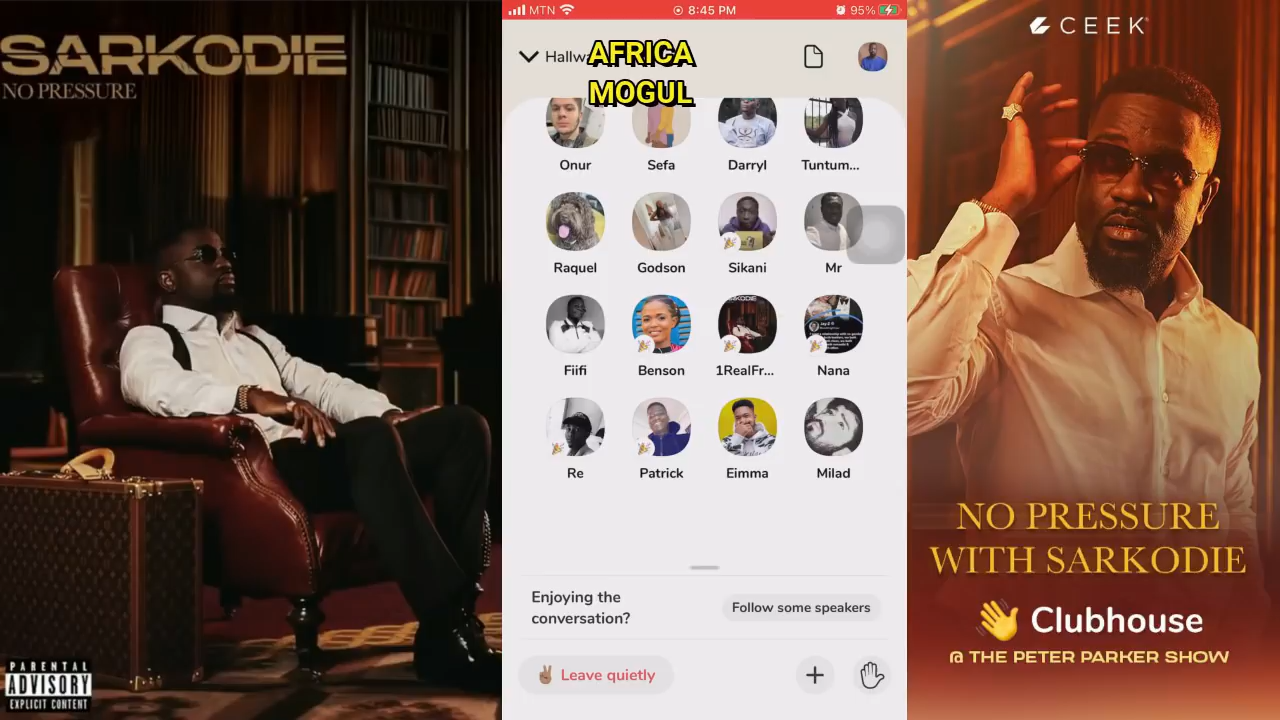 SARKODIE
NO PRESSURE
PARENTAL
ADVISORY
EXPLICIT CONTENT
MTN
8:45 PM
95%
Hallw
AFRICA
MOGUL
Onur Sefa Darryl Tuntum...
Raquel Godson Sikani Mr
Fiifi Benson 1RealFr... Nana
Re Patrick Eimma Milad
Enjoying the
conversation?
Follow some speakers
Leave quietly
CEEK
NO PRESSURE
WITH SARKODIE
Clubhouse
@ THE PETER PARKER SHOW